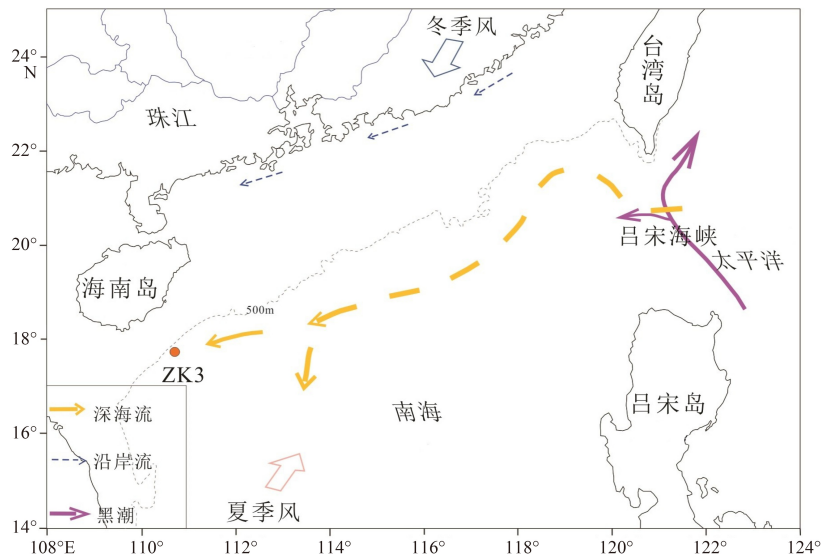 24°
N
22°
20°
18°
16°
14°
冬季风
台湾岛
珠江
吕宋海峡
太平洋
海南岛
500m
ZK3
南海
吕宋岛
夏季风
深海流
沿岸流
黑潮
108°E
110°
112°
114°
116°
118°
120°
122°
124°